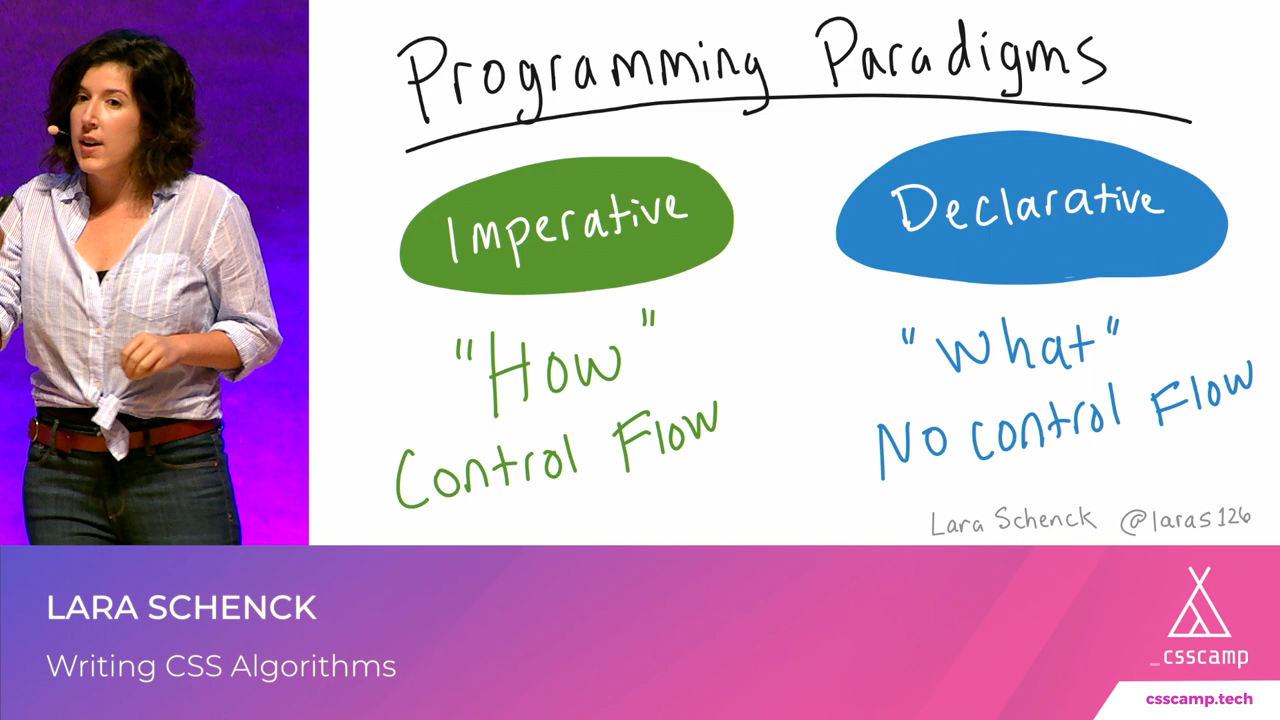 Programming Paradigms
Imperative
Declarative
"How"
Control Flow
"What"
No control Flow
Lara Schenck @laras126
LARA SCHENCK
Writing CSS Algorithms
_csscamp
csscamp.tech